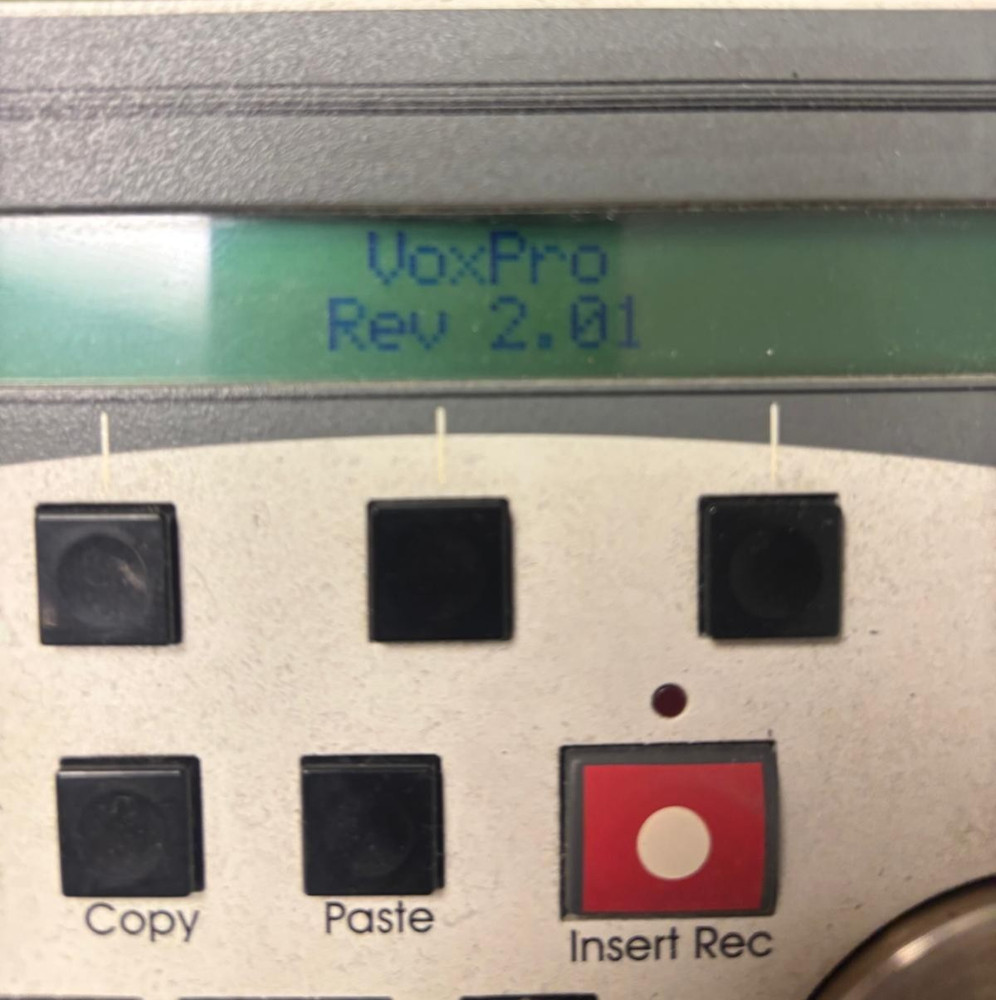 VoxPro
Rev 2.01
Copy
Paste
Insert Rec